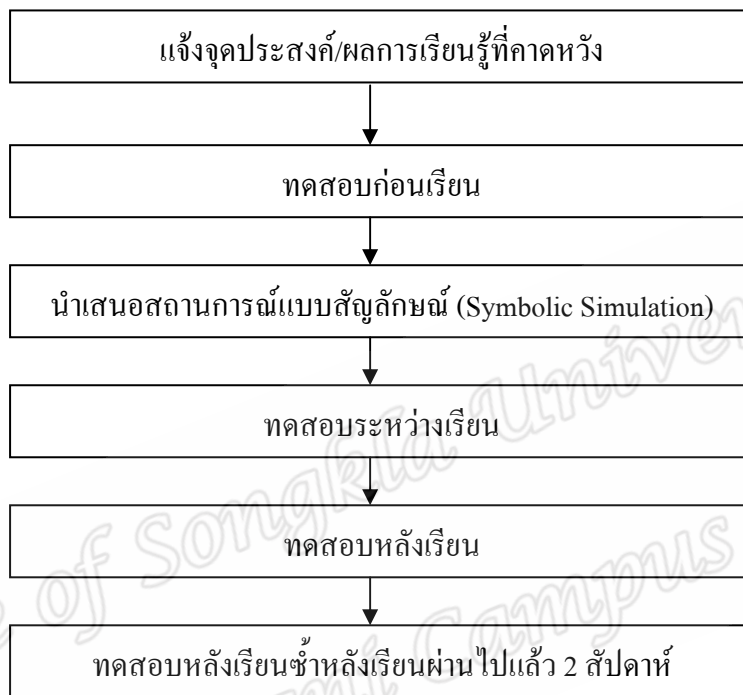 แจ้งจุดประสงค์/ผลการเรียนรู้ที่คาดหวัง
ทดสอบก่อนเรียน
นำเสนอสถานการณ์แบบสัญลักษณ์ (Symbolic Simulation)
ทดสอบระหว่างเรียน
ทดสอบหลังเรียน
ทดสอบหลังเรียนซ้ำหลังเรียนผ่านไปแล้ว 2 สัปดาห์
of Songkla Univer
Campus